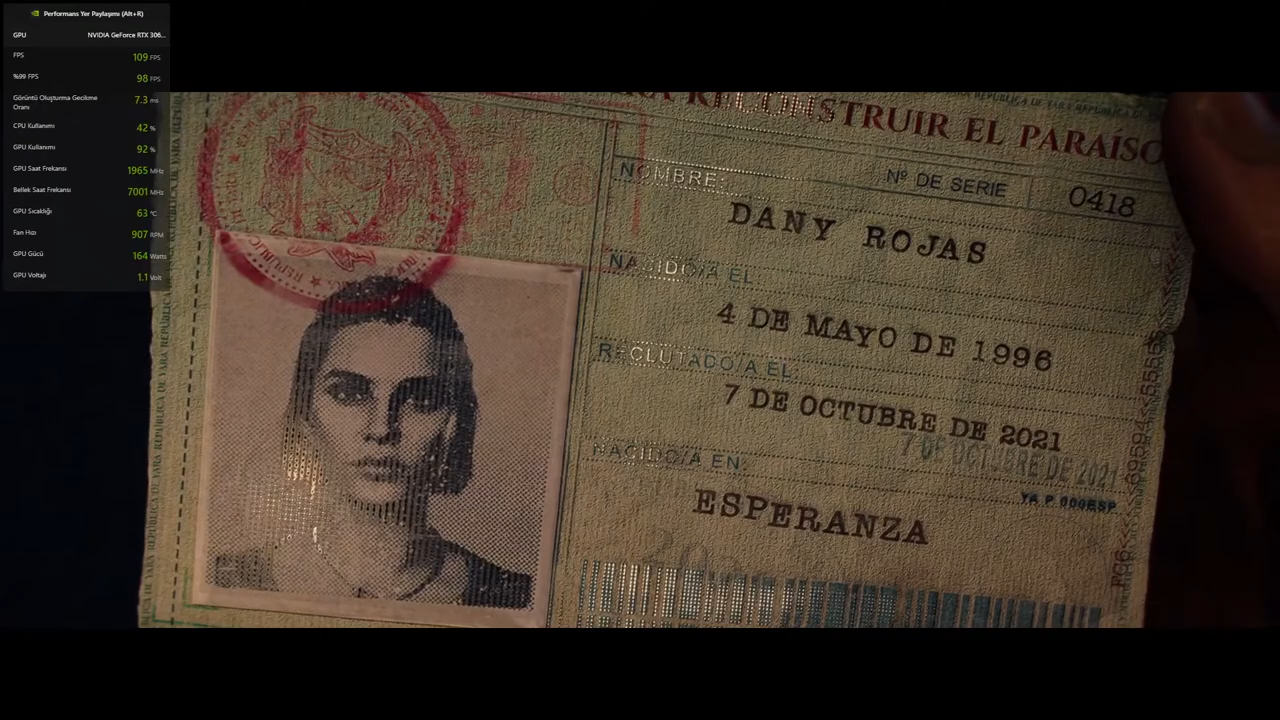 Performans Yer Paylaşımı (Alt+R)
GPU NVIDIA GeForce RTX 306...
FPS 109 FPS
%99 FPS 98 FPS
Görüntü Oluşturma Gecikme Oranı 7.3 ms
CPU Kullanımı 42 %
GPU Kullanımı 92 %
GPU Saat Frekansı 1965 MHz
Bellek Saat Frekansı 7001 MHz
GPU Sıcaklığı 63 °C
Fan Hızı 907 RPM
GPU Gücü 164 Watts
GPU Voltajı 1.1 Volt
RECONSTRUIR EL PARAÍSO
NOMBRE:
Nº DE SERIE 0418
DANY ROJAS
NACIDO/A EL
4 DE MAYO DE 1996
RECLUTADO/A EL:
7 DE OCTUBRE DE 2021
7 DE OCTUBRE DE 2021
NACIDO/A EN:
YA P 000ESP
ESPERANZA